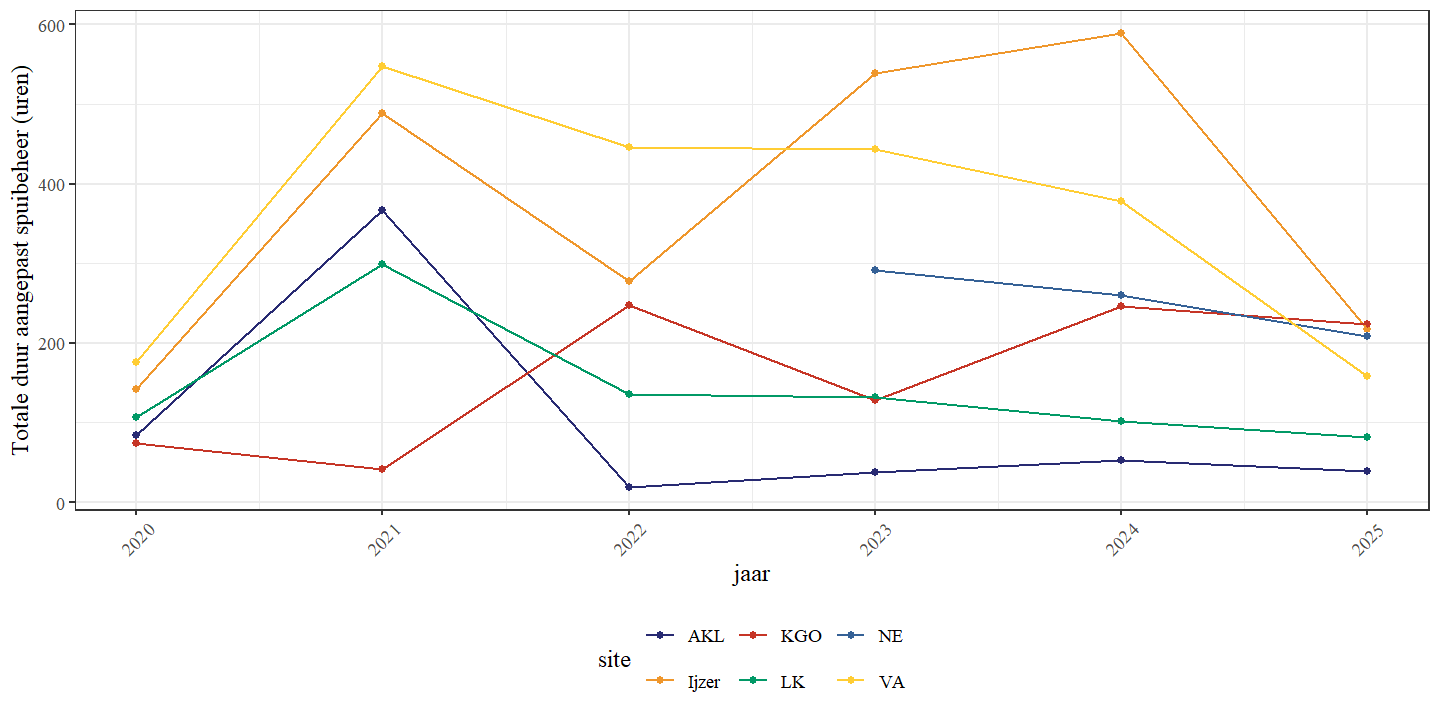 Totale duur aangepast spuibeheer (uren)
600
400
200
0
2020 2021 2022 2023 2024 2025
jaar
site
AKL KGO NE
Ijzer LK VA